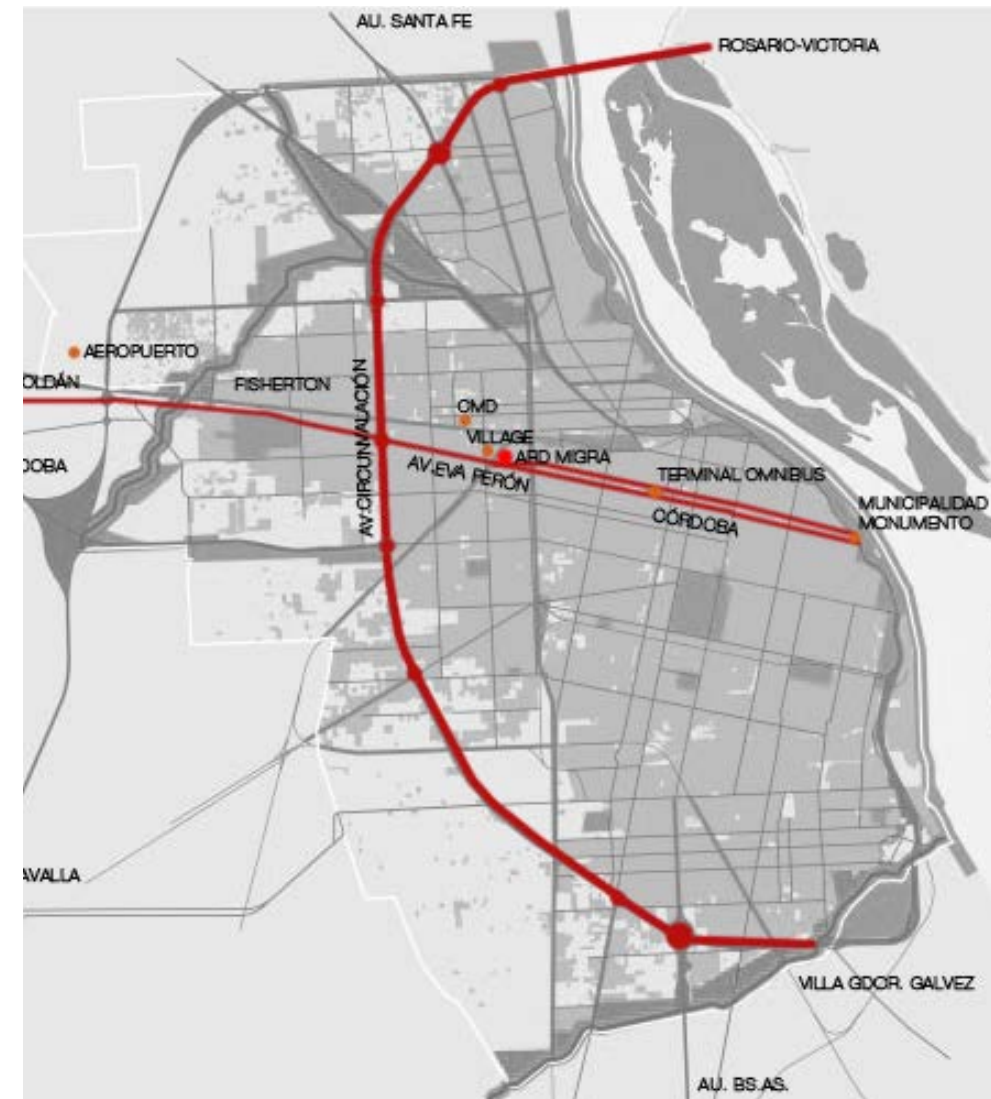 AU. SANTA FE
ROSARIO-VICTORIA
AEROPUERTO
OLDÁN
FISHERTON
AV.CIRCUNVALACIÓN
CMD
VILLAGE
ARD MIGRA
DOBA
AV.EVA PERÓN
TERMINAL OMNIBUS
CÓRDOBA
MUNICIPALIDAD
MONUMENTO
AVALLA
VILLA GDOR. GALVEZ
AU. BS.AS.